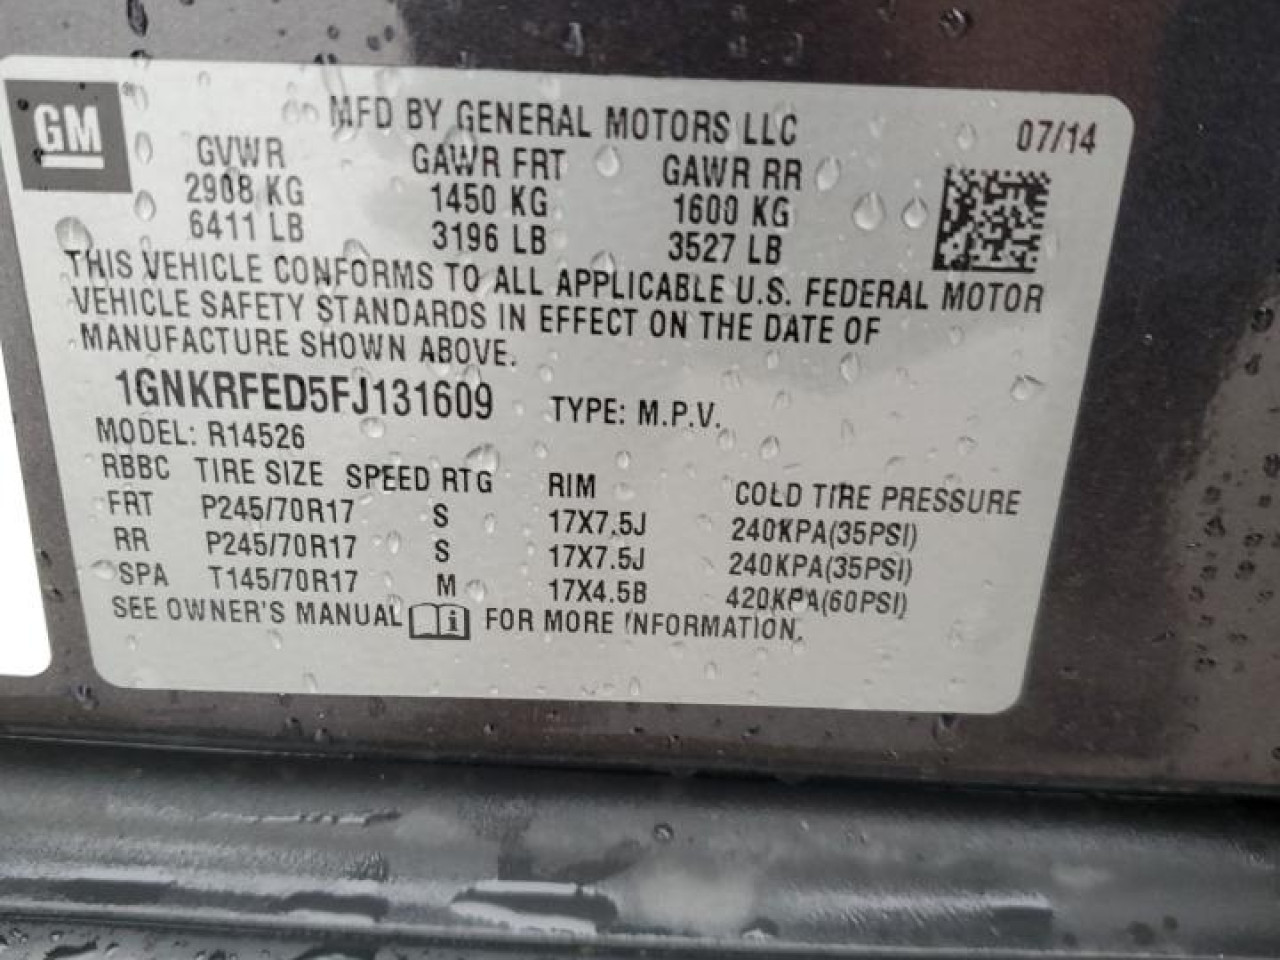 GM
MFD BY GENERAL MOTORS LLC 07/14
GVWR GAWR FRT GAWR RR
2908 KG 1450 KG 1600 KG
6411 LB 3196 LB 3527 LB
THIS VEHICLE CONFORMS TO ALL APPLICABLE U.S. FEDERAL MOTOR
VEHICLE SAFETY STANDARDS IN EFFECT ON THE DATE OF
MANUFACTURE SHOWN ABOVE.
1GNKRFED5FJ131609 TYPE: M.P.V.
MODEL: R14526
RBBC TIRE SIZE SPEED RTG RIM COLD TIRE PRESSURE
FRT P245/70R17 S 17X7.5J 240KPA(35PSI)
RR P245/70R17 S 17X7.5J 240KPA(35PSI)
SPA T145/70R17 M 17X4.5B 420KPA(60PSI)
SEE OWNER'S MANUAL i FOR MORE INFORMATION.